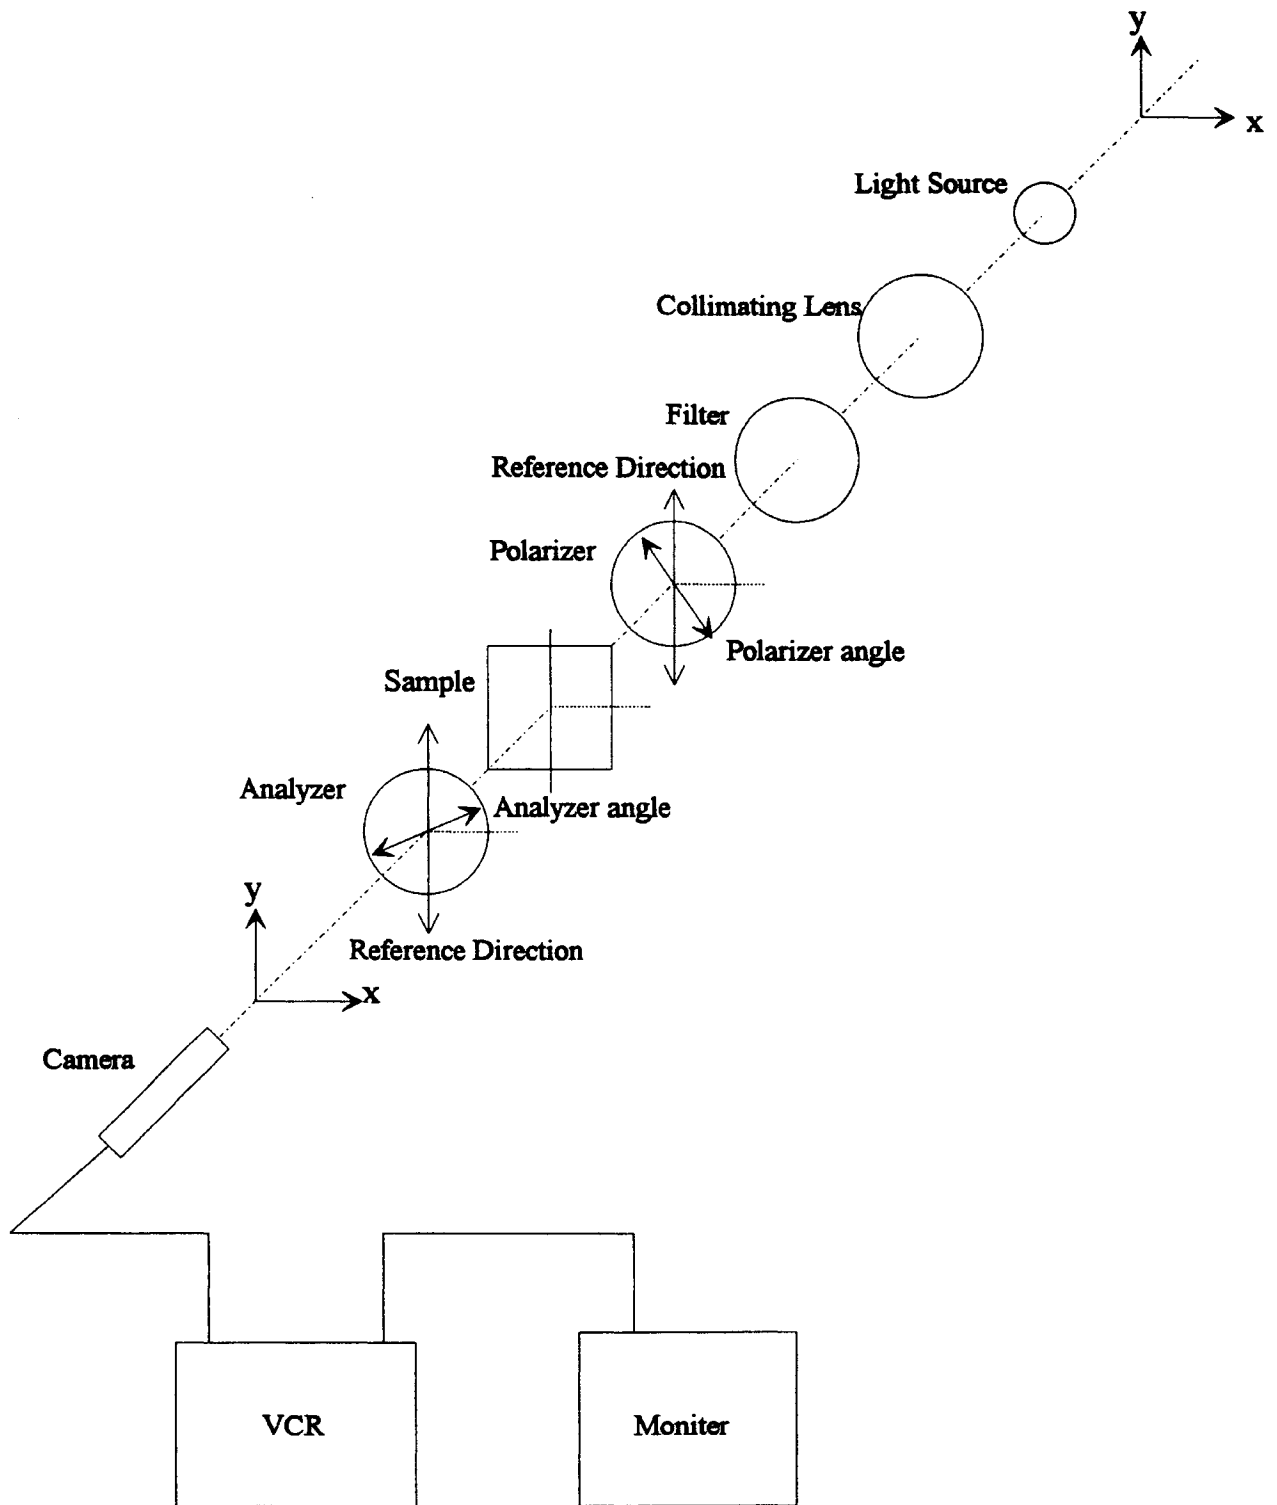 y
x
Light Source
Collimating Lens
Filter
Reference Direction
Polarizer
Polarizer angle
Sample
Analyzer
Analyzer angle
y
Reference Direction
x
Camera
VCR
Moniter